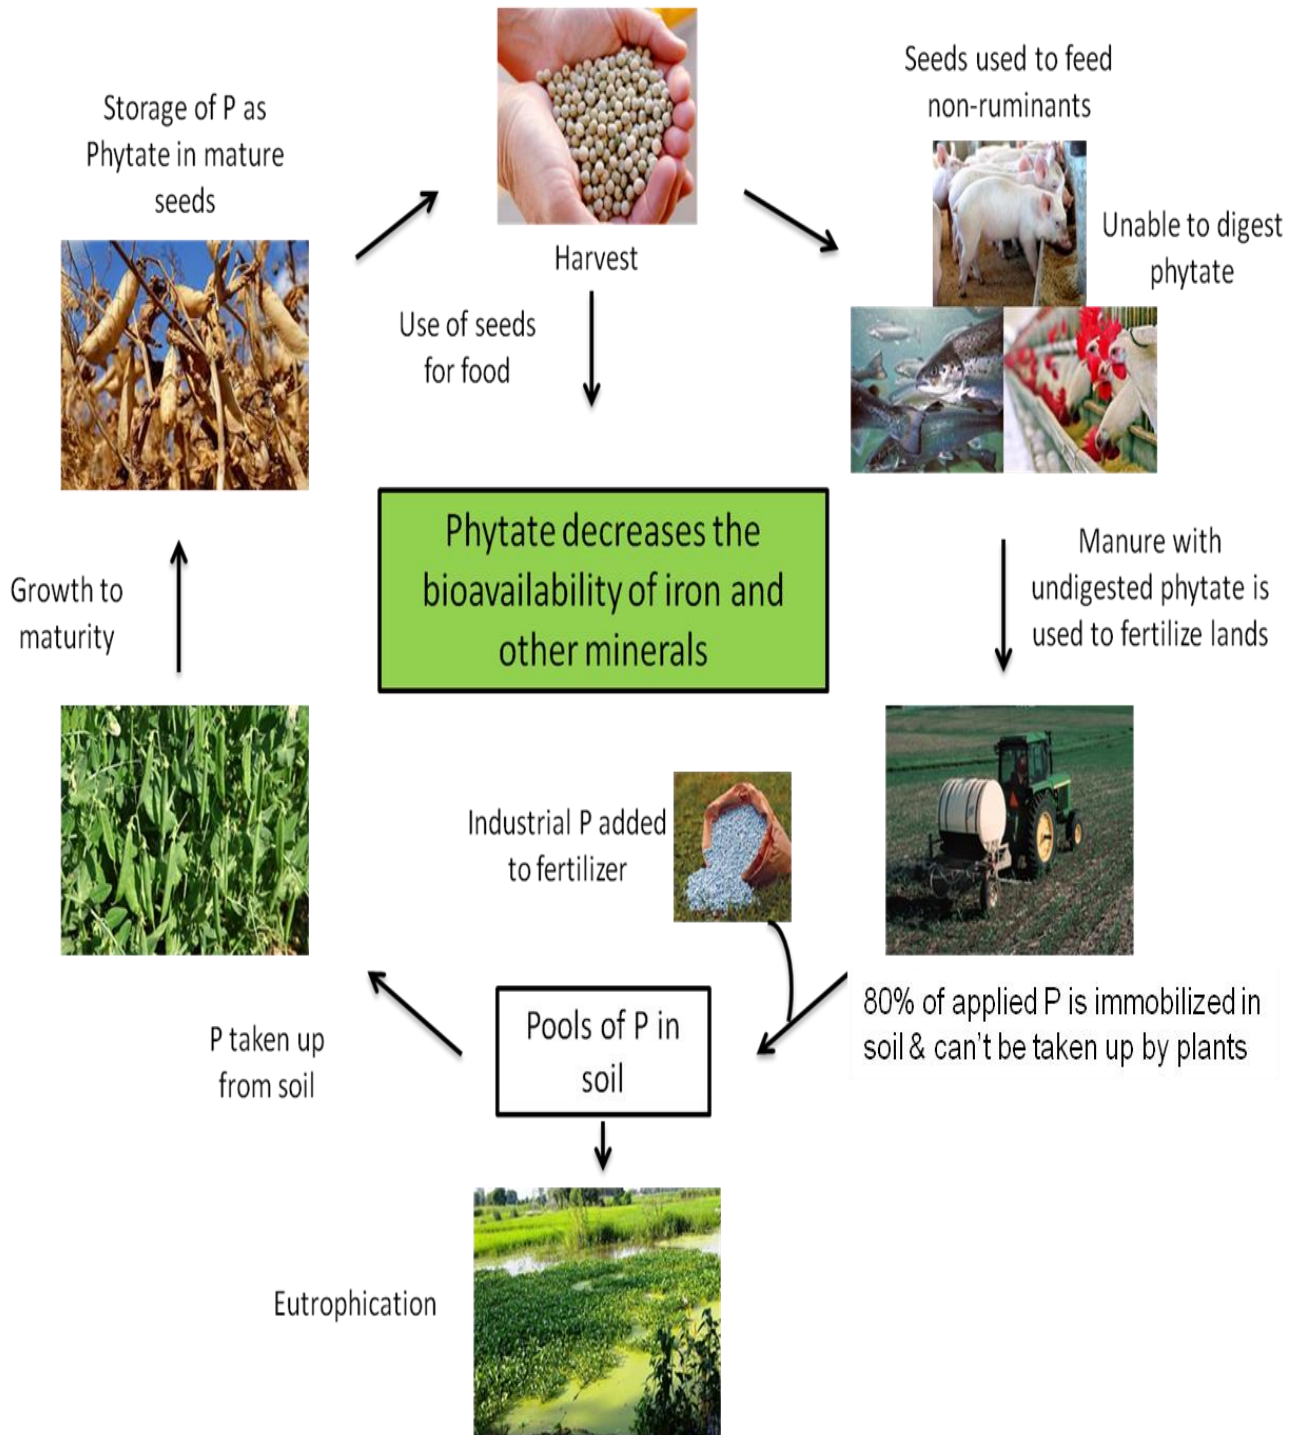 Storage of P as
Phytate in mature
seeds
Harvest
Use of seeds
for food
Seeds used to feed
non-ruminants
Unable to digest
phytate
Phytate decreases the
bioavailability of iron and
other minerals
Manure with
undigested phytate is
used to fertilize lands
Growth to
maturity
Industrial P added
to fertilizer
80% of applied P is immobilized in
soil & can't be taken up by plants
Pools of P in
soil
P taken up
from soil
Eutrophication